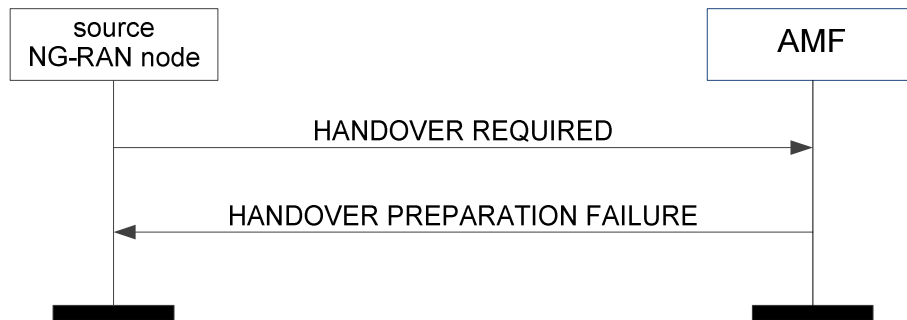 source
NG-RAN node
AMF
HANDOVER REQUIRED
HANDOVER PREPARATION FAILURE